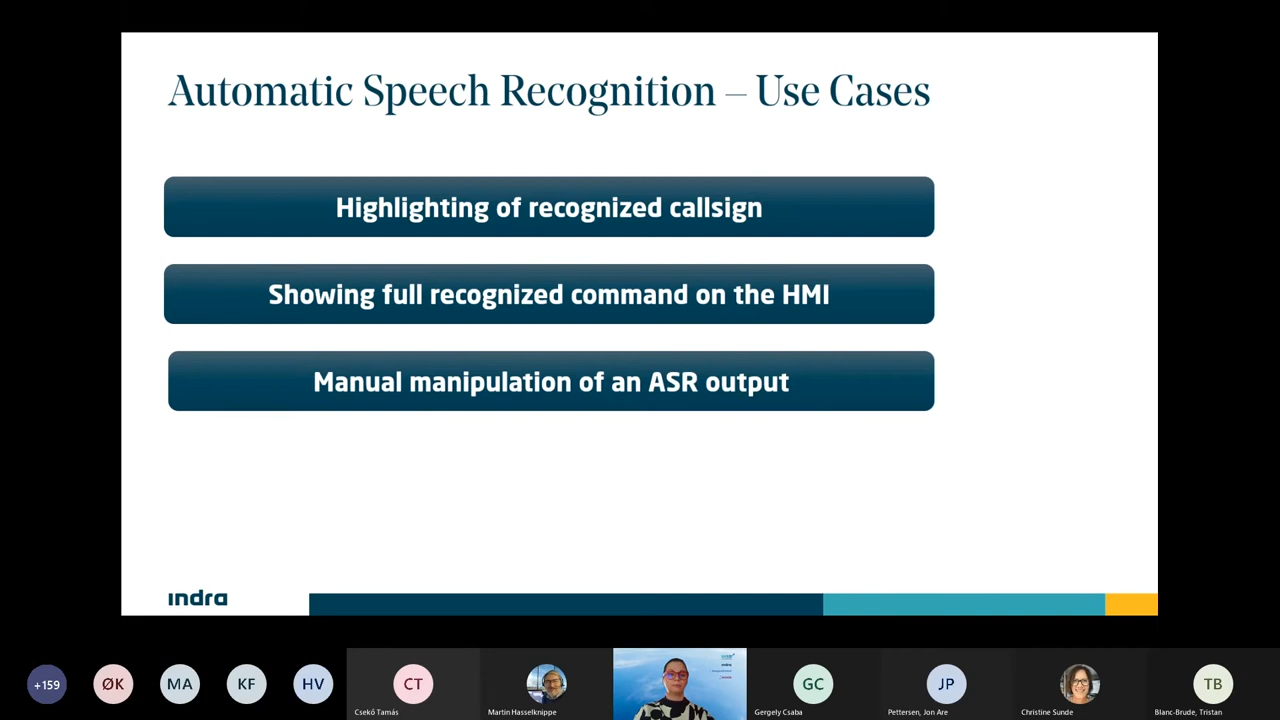 Automatic Speech Recognition – Use Cases
Highlighting of recognized callsign
Showing full recognized command on the HMI
Manual manipulation of an ASR output
indra
+159
ØK
MA
KF
HV
CT
GC
JP
TB
Csekő Tamás
Martin Hasselknippe
Gergely Csaba
Pettersen, Jon Are
Christine Sunde
Blanc-Brude, Tristan